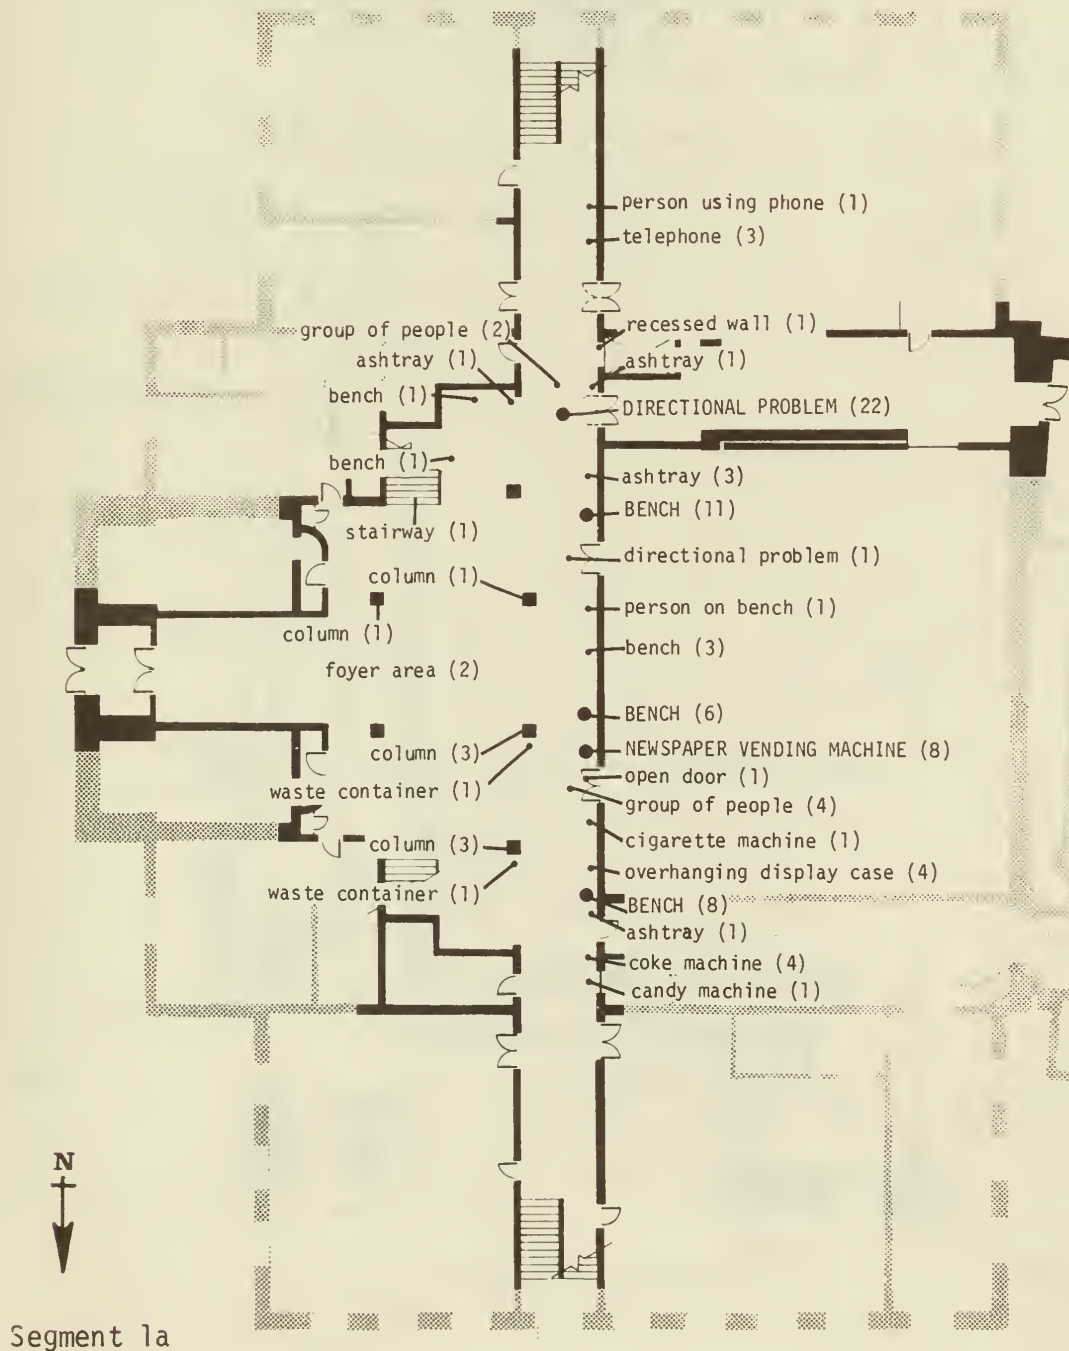 person using phone (1)
telephone (3)
group of people (2)
recessed wall (1)
ashtray (1)
ashtray (1)
bench (1)
DIRECTIONAL PROBLEM (22)
bench (1)
ashtray (3)
BENCH (11)
stairway (1)
directional problem (1)
column (1)
person on bench (1)
column (1)
bench (3)
foyer area (2)
BENCH (6)
column (3)
NEWSPAPER VENDING MACHINE (8)
open door (1)
waste container (1)
group of people (4)
cigarette machine (1)
column (3)
overhanging display case (4)
waste container (1)
BENCH (8)
ashtray (1)
coke machine (4)
candy machine (1)
N
Segment 1a